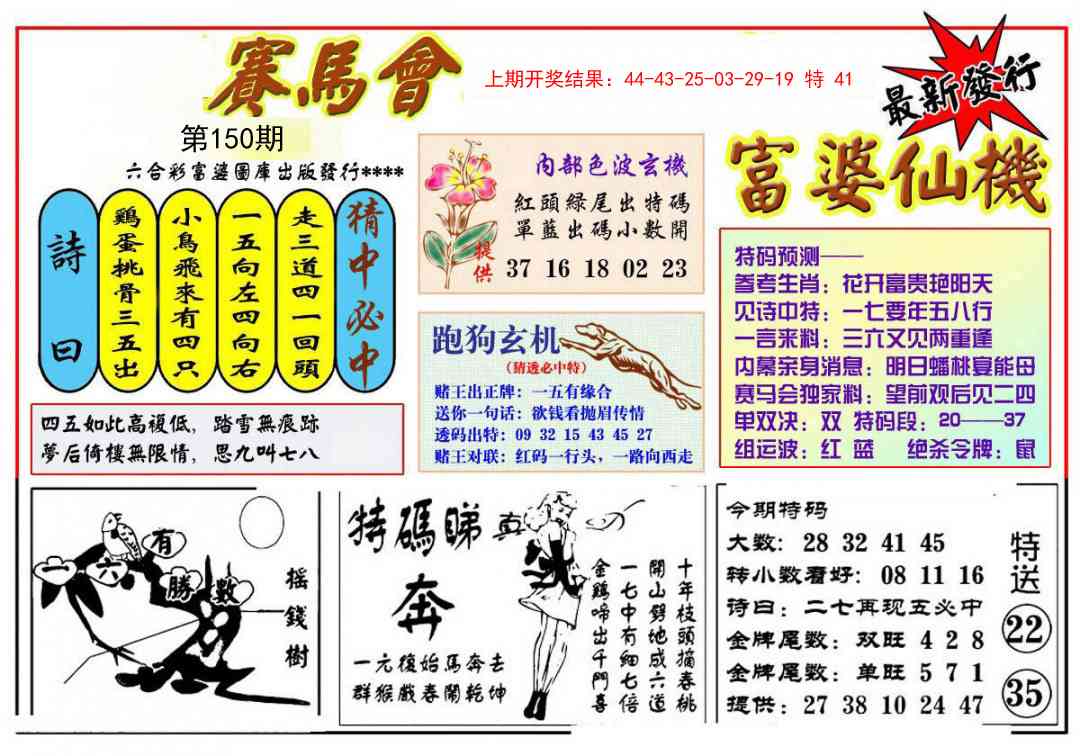 賽馬會
上期开奖结果：44-43-25-03-29-19 特 41
最新發行
第150期
六合彩富婆圖庫出版發行****
富婆仙機
詩曰
鷄蛋桃骨三五出
小鳥飛來有四只
一五向左四向右
走三道四一回頭
猜中必中
四五如此高複低，踏雪無痕跡
夢后倚樓無限情，思九叫七八
內部色波玄機
紅頭綠尾出特碼
單藍出碼小數開
提供
37 16 18 02 23
跑狗玄机
（猜透必中特）
赌王出正牌：一五有缘合
送你一句话：欲钱看抛眉传情
透码出特：09 32 15 43 45 27
赌王对联：红码一行头，一路向西走
特码预测——
参考生肖：花开富贵艳阳天
见诗中特：一七要年五八行
一言来料：三六又见两重逢
内幕亲身消息：明日蟠桃宴能母
赛马会独家料：望前观后见二四
单双决：双 特码段：20——37
组运波：红 蓝 绝杀令牌：鼠
有
一六
勝數
搖錢樹
特碼睇真
奔
一元復始馬奔去
群猴戲春鬧乾坤
十年枝頭摘春桃
開山劈地成六道
一七中有細七倍
金鷄啼出千門喜
今期特码
大数：28 32 41 45
转小数看好：08 11 16
诗曰：二七再现五必中
金牌尾数：双旺 4 2 8
金牌尾数：单旺 5 7 1
提供：27 38 10 24 47
特送
22
35